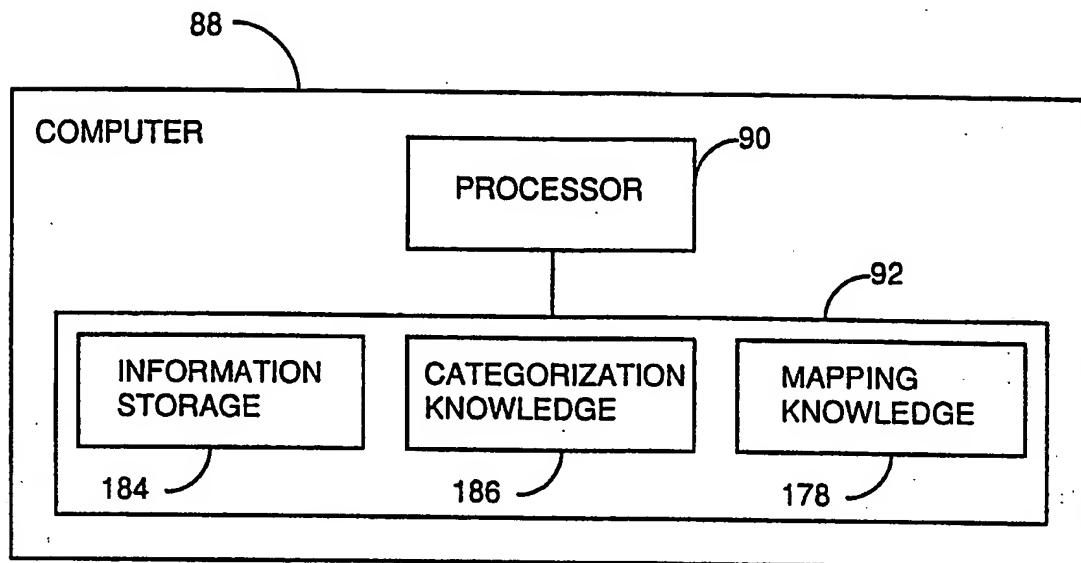 88
COMPUTER
90
PROCESSOR
92
INFORMATION
STORAGE
CATEGORIZATION
KNOWLEDGE
MAPPING
KNOWLEDGE
184
186
178